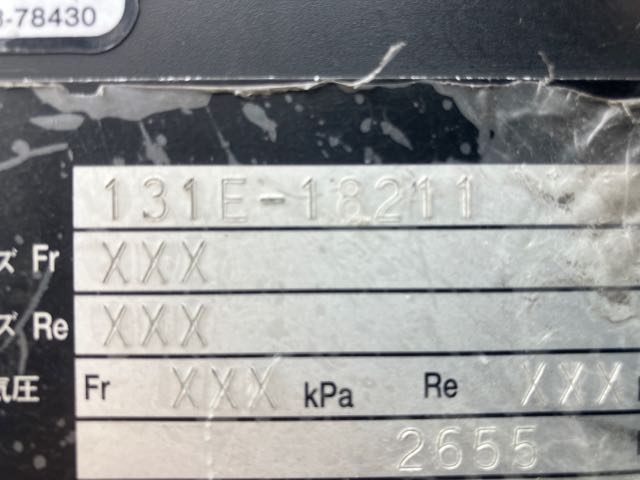 -78430
131E-18211
ズ Fr XXX
ズ Re XXX
気圧 Fr XXX kPa Re XXX
2655